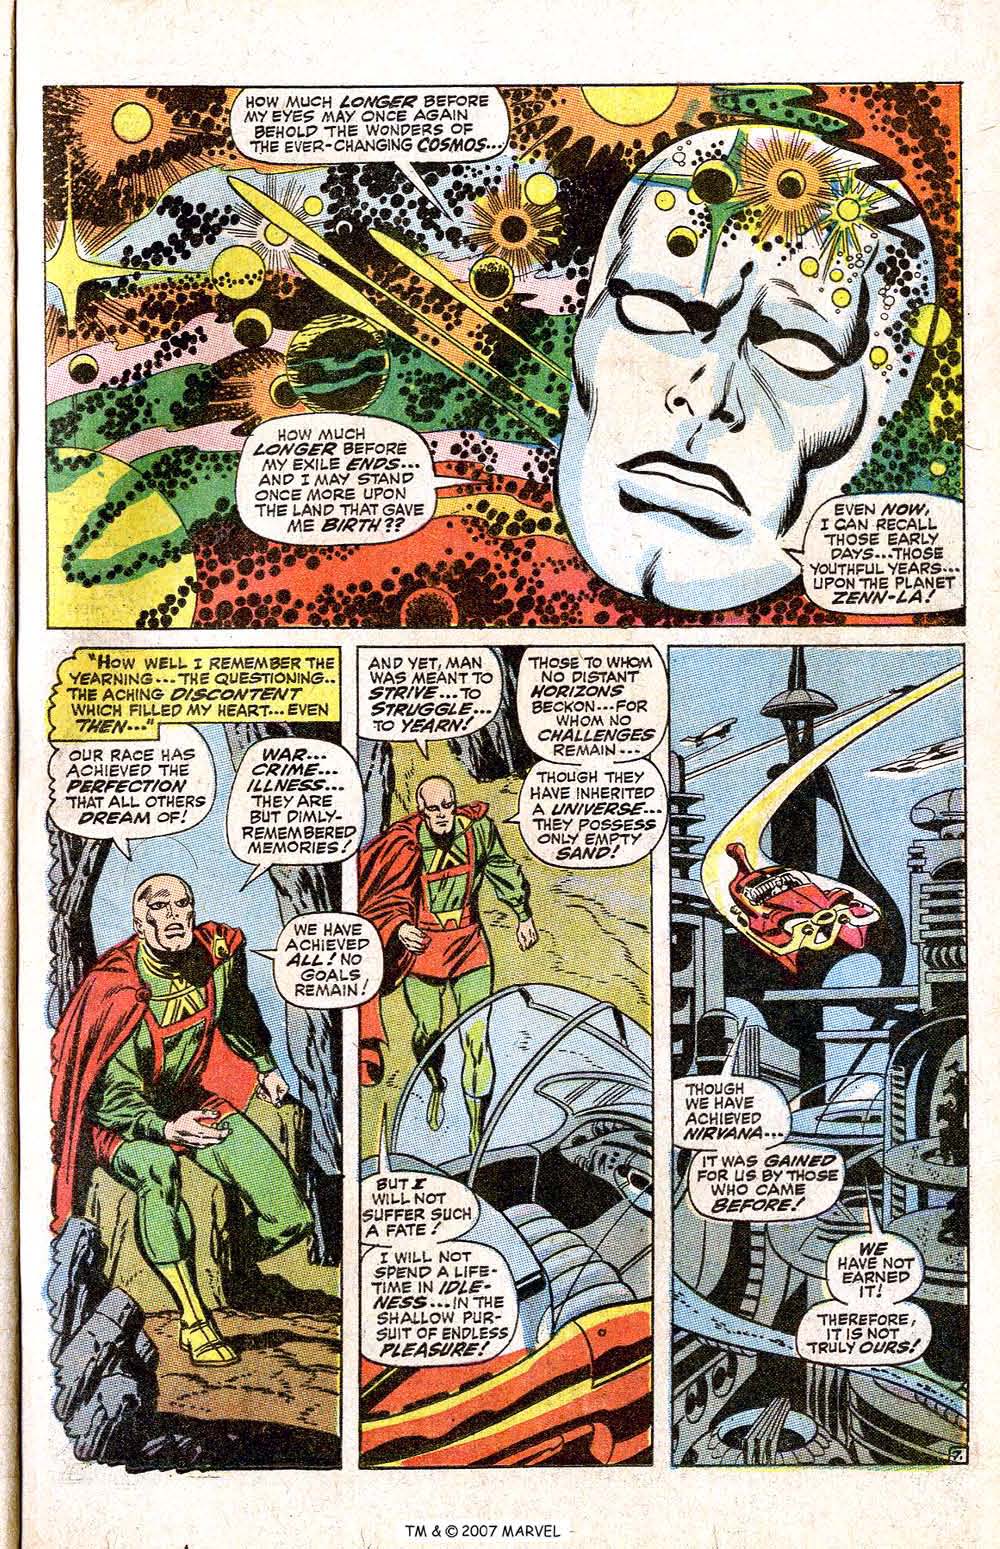 HOW MUCH LONGER BEFORE
MY EYES MAY ONCE AGAIN
BEHOLD THE WONDERS OF
THE EVER-CHANGING COSMOS...
HOW MUCH
LONGER BEFORE
MY EXILE ENDS...
AND I MAY STAND
ONCE MORE UPON
THE LAND THAT GAVE
ME BIRTH??
EVEN NOW,
I CAN RECALL
THOSE EARLY
DAYS...THOSE
YOUTHFUL YEARS...
UPON THE PLANET
ZENN-LA!
"HOW WELL I REMEMBER THE
YEARNING...THE QUESTIONING..
THE ACHING DISCONTENT
WHICH FILLED MY HEART...EVEN
THEN..."
OUR RACE HAS
ACHIEVED THE
PERFECTION
THAT ALL OTHERS
DREAM OF!
WAR...
CRIME...
ILLNESS...
THEY ARE
BUT DIMLY-
REMEMBERED
MEMORIES!
WE HAVE
ACHIEVED
ALL! NO
GOALS
REMAIN!
AND YET, MAN
WAS MEANT TO
STRIVE...TO
STRUGGLE...
TO YEARN!
THOSE TO WHOM
NO DISTANT
HORIZONS
BECKON...FOR
WHOM NO
CHALLENGES
REMAIN...
THOUGH THEY
HAVE INHERITED
A UNIVERSE...
THEY POSSESS
ONLY EMPTY
SAND!
BUT I
WILL NOT
SUFFER SUCH
A FATE!
I WILL NOT
SPEND A LIFE-
TIME IN IDLE-
NESS...IN THE
SHALLOW PUR-
SUIT OF ENDLESS
PLEASURE!
THOUGH
WE HAVE
ACHIEVED
NIRVANA...
IT WAS GAINED
FOR US BY THOSE
WHO CAME
BEFORE!
WE
HAVE NOT
EARNED
IT!
THEREFORE,
IT IS NOT
TRULY OURS!
7.
TM & © 2007 MARVEL